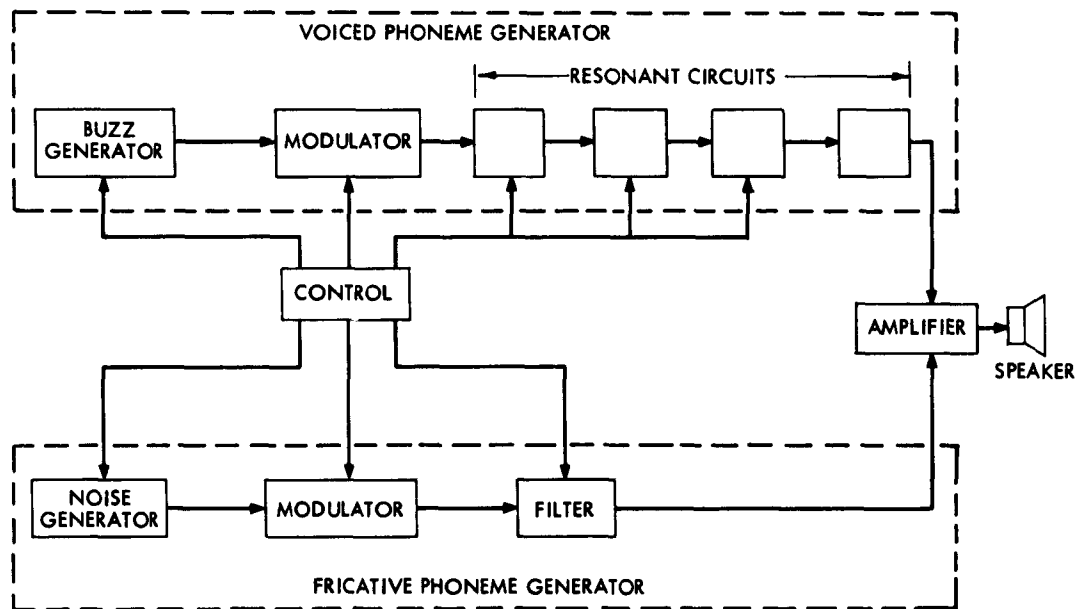 VOICED PHONEME GENERATOR
RESONANT CIRCUITS
BUZZ
GENERATOR
MODULATOR
CONTROL
AMPLIFIER
SPEAKER
NOISE
GENERATOR
MODULATOR
FILTER
FRICATIVE PHONEME GENERATOR